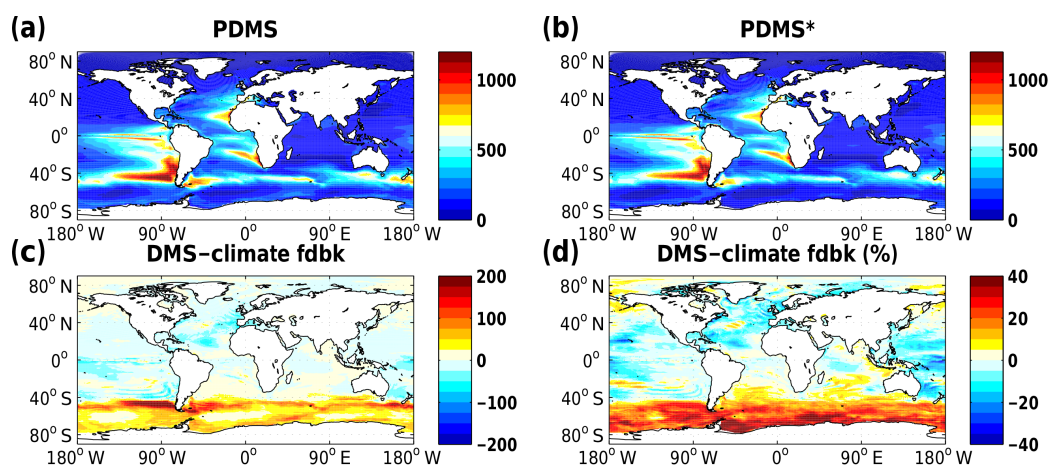 (a) PDMS
(b) PDMS*
80° N
40° N
0°
40° S
80° S
180° W 90° W 0° 90° E 180° W
1000
500
0
80° N
40° N
0°
40° S
80° S
180° W 90° W 0° 90° E 180° W
1000
500
0
(c) DMS−climate fdbk
(d) DMS−climate fdbk (%)
80° N
40° N
0°
40° S
80° S
180° W 90° W 0° 90° E 180° W
200
100
0
−100
−200
80° N
40° N
0°
40° S
80° S
180° W 90° W 0° 90° E 180° W
40
20
0
−20
−40